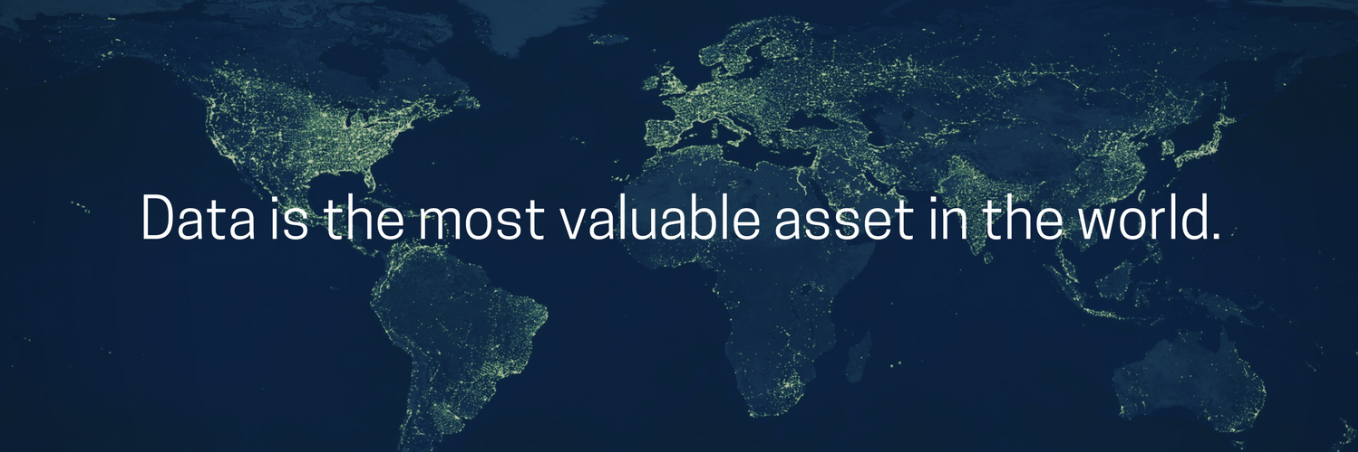 Data is the most valuable asset in the world.